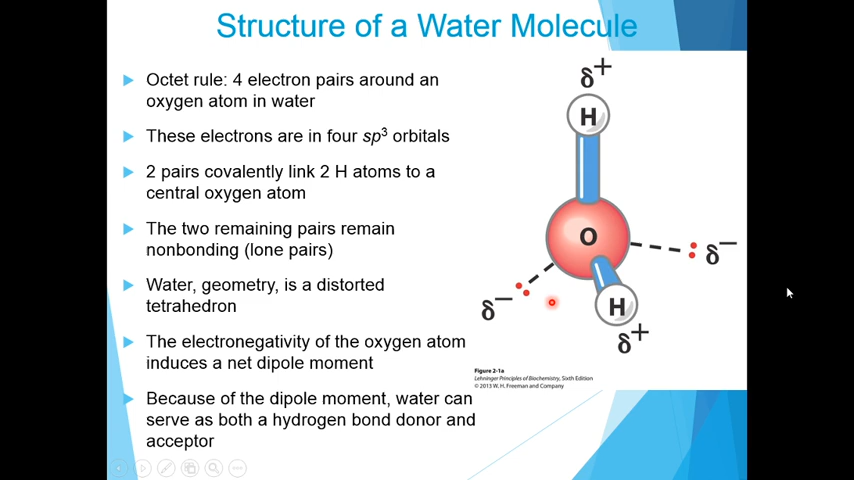 Structure of a Water Molecule
Octet rule: 4 electron pairs around an
oxygen atom in water
These electrons are in four sp³ orbitals
2 pairs covalently link 2 H atoms to a
central oxygen atom
The two remaining pairs remain
nonbonding (lone pairs)
Water, geometry, is a distorted
tetrahedron
The electronegativity of the oxygen atom
induces a net dipole moment
Because of the dipole moment, water can
serve as both a hydrogen bond donor and
acceptor
δ+
H
O
δ−
δ−
H
δ+
Figure 2-1a
Lehninger Principles of Biochemistry, Sixth Edition
© 2013 W. H. Freeman and Company